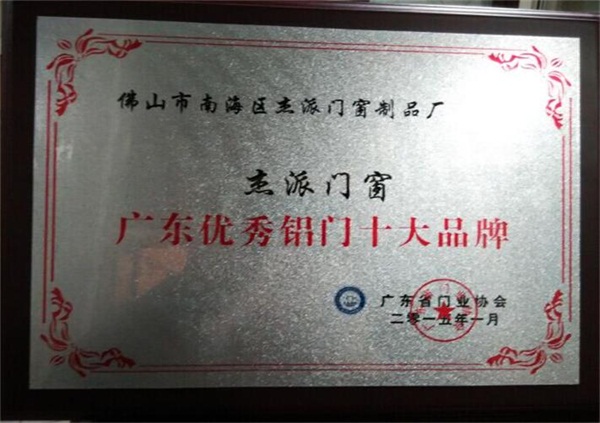 佛山市南海区杰派门窗制品厂
杰派门窗
广东优秀铝门十大品牌
广东省门业协会
二零一五年一月